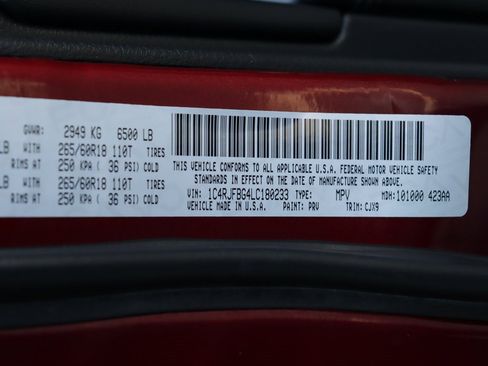 GVWR: 2949 KG 6500 LB
LB WITH 265/60R18 110T TIRES
RIMS AT 250 KPA ( 36 PSI) COLD
LB WITH 265/60R18 110T TIRES
RIMS AT 250 KPA ( 36 PSI) COLD
THIS VEHICLE CONFORMS TO ALL APPLICABLE U.S.A. FEDERAL MOTOR VEHICLE SAFETY
STANDARDS IN EFFECT ON THE DATE OF MANUFACTURE SHOWN ABOVE.
VIN: 1C4RJFBG4LC180233 TYPE: MPV MDH: 101000 423AA
VEHICLE MADE IN U.S.A. PAINT: PRV TRIM: CJX9